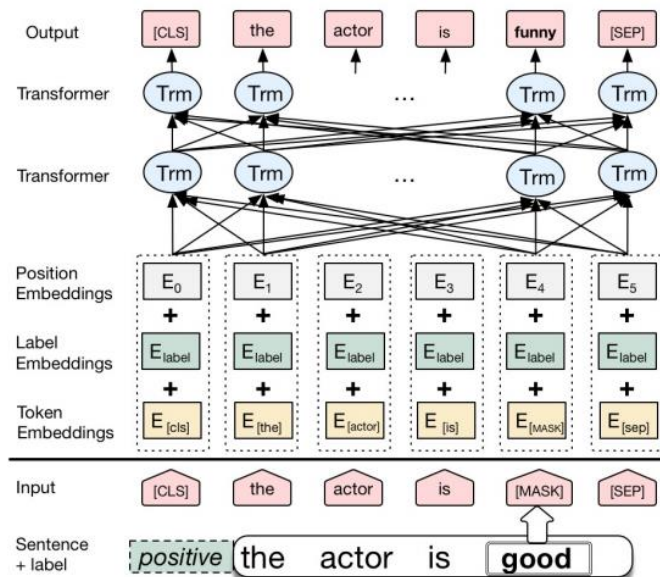 Output [CLS] the actor is funny [SEP]
Transformer Trm Trm ... Trm Trm
Transformer Trm Trm ... Trm Trm
Position Embeddings E0 E1 E2 E3 E4 E5
+ + + + + +
Label Embeddings Elabel Elabel Elabel Elabel Elabel Elabel
+ + + + + +
Token Embeddings E[cls] E[the] E[actor] E[is] E[MASK] E[sep]
Input [CLS] the actor is [MASK] [SEP]
Sentence + label positive the actor is good